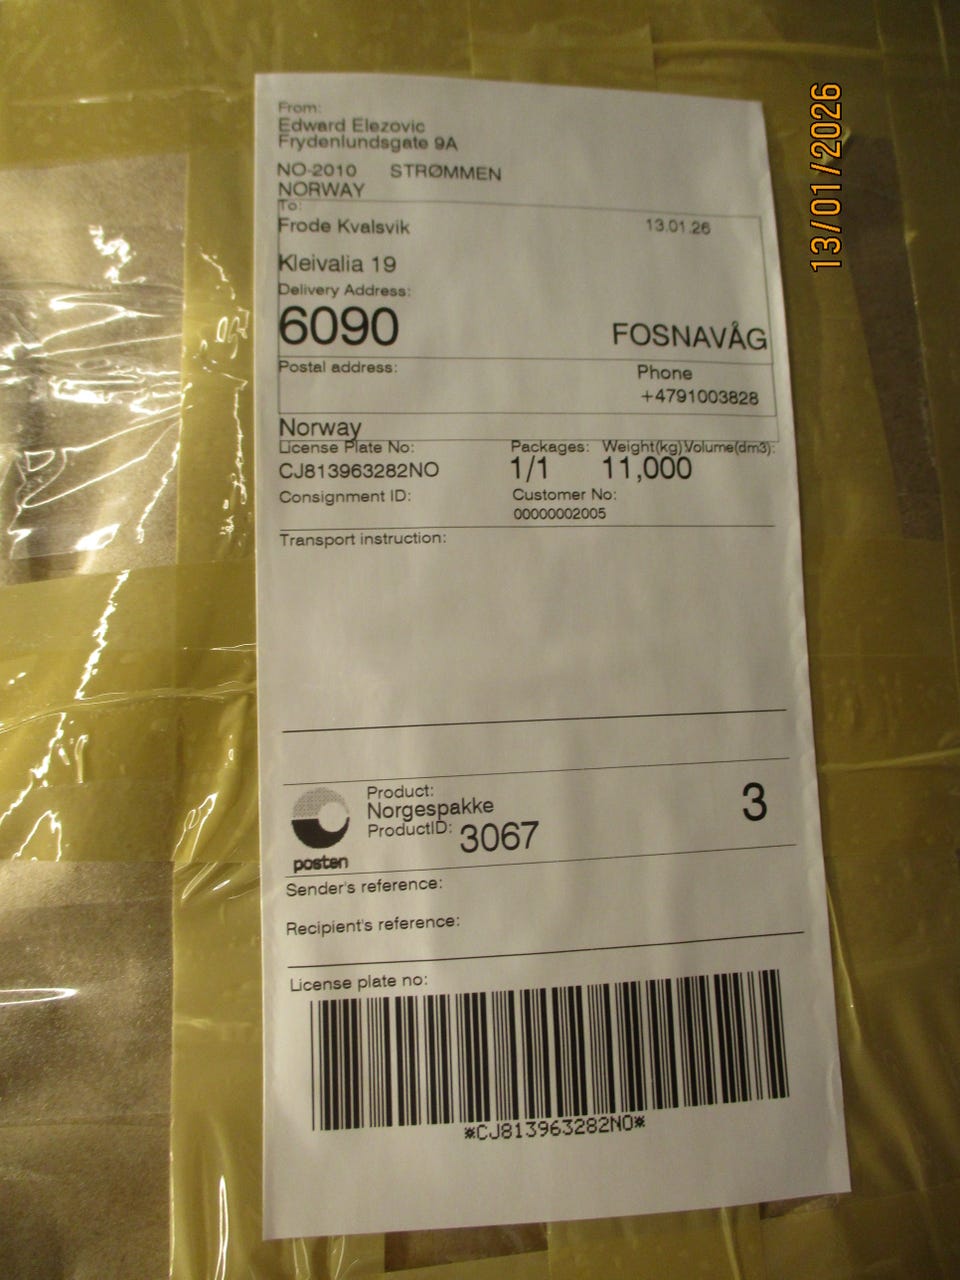 From:
Edward Elezovic
Frydenlundsgate 9A
NO-2010 STRØMMEN
NORWAY
To:
Frode Kvalsvik 13.01.26
Kleivalia 19
Delivery Address:
6090 FOSNAVÅG
Postal address: Phone
+4791003828
Norway
License Plate No: Packages: Weight(kg) Volume(dm3):
CJ813963282NO 1/1 11,000
Consignment ID: Customer No:
00000002005
Transport instruction:
Product:
Norgespakke 3
ProductID: 3067
posten
Sender's reference:
Recipient's reference:
License plate no:
*CJ813963282NO*
13/01/2026